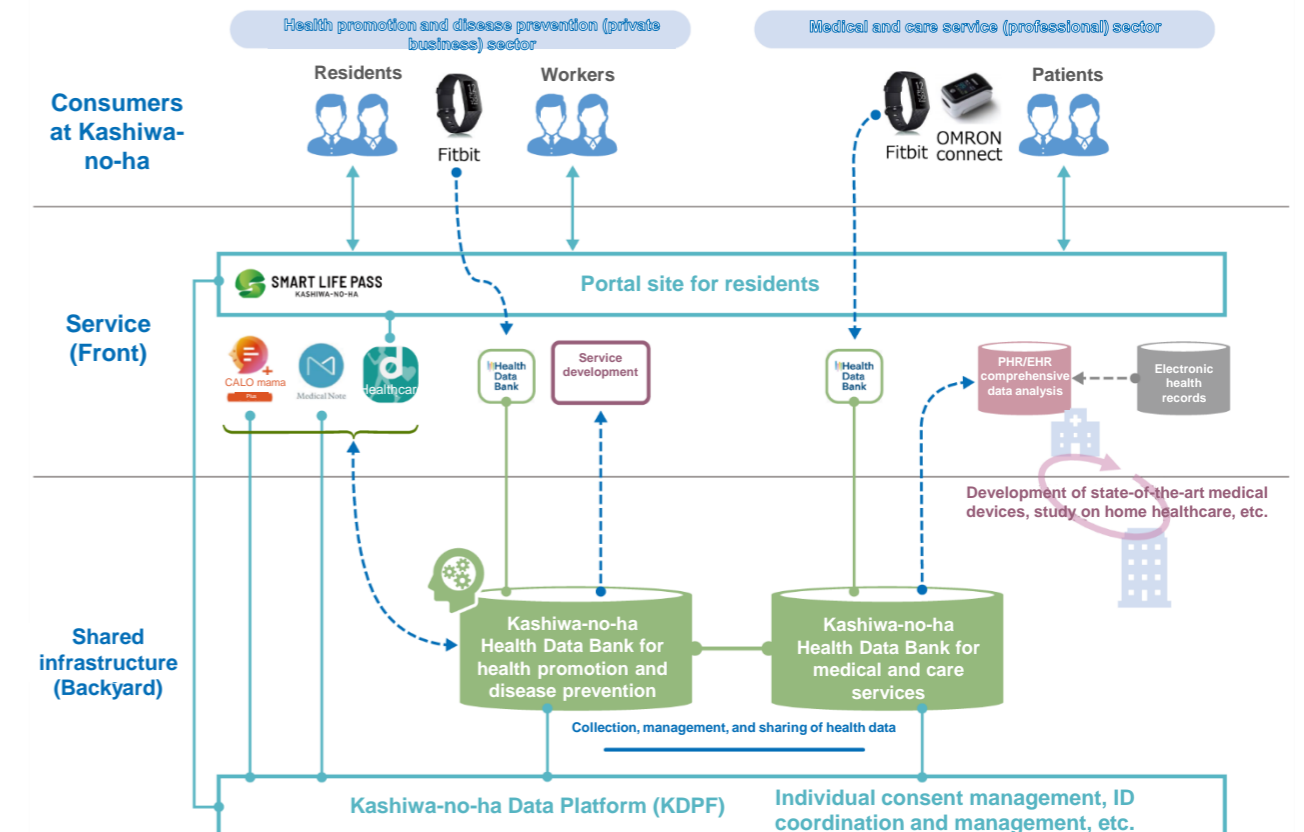 Health promotion and disease prevention (private
business) sector
Medical and care service (professional) sector
Consumers
at Kashiwa-
no-ha
Residents
Fitbit
Workers
Fitbit
OMRON
connect
Patients
Service
(Front)
SMART LIFE PASS
KASHIWA-NO-HA
Portal site for residents
CALO mama
Plus
Medical Note
d
Healthcar
Health
Data
Bank
Service
development
Health
Data
Bank
PHR/EHR
comprehensive
data analysis
Electronic
health
records
Development of state-of-the-art medical
devices, study on home healthcare, etc.
Shared
infrastructure
(Backyard)
Kashiwa-no-ha
Health Data Bank for
health promotion and
disease prevention
Kashiwa-no-ha
Health Data Bank for
medical and care
services
Collection, management, and sharing of health data
Kashiwa-no-ha Data Platform (KDPF)
Individual consent management, ID
coordination and management, etc.